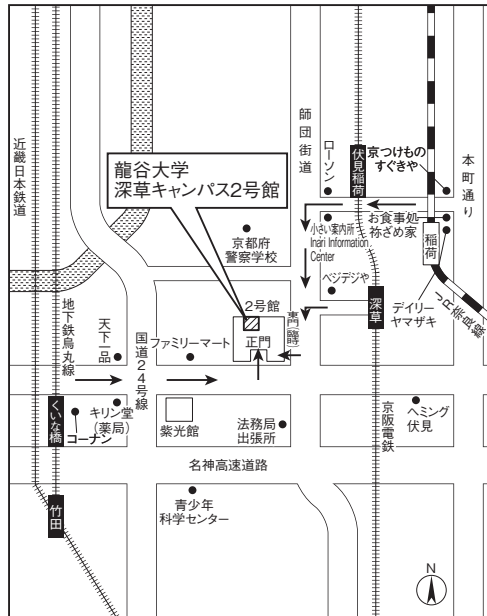 近畿日本鉄道
地下鉄烏丸線
くいな橋
竹田
コーナン
キリン堂
(薬局)
天下一品
国道24号線
龍谷大学
深草キャンパス2号館
京都府
警察学校
2号館
正門
ファミリーマート
紫光館
法務局
出張所
名神高速道路
青少年
科学センター
師団街道
ローソン
伏見稲荷
京つけもの
すぐきや
本町通り
小さい案内所
Inari Information
Center
お食事処
祢ざめ家
稲荷
ベジデジや
深草
デイリー
ヤマザキ
JR奈良線
京阪電鉄
ヘミング
伏見
N